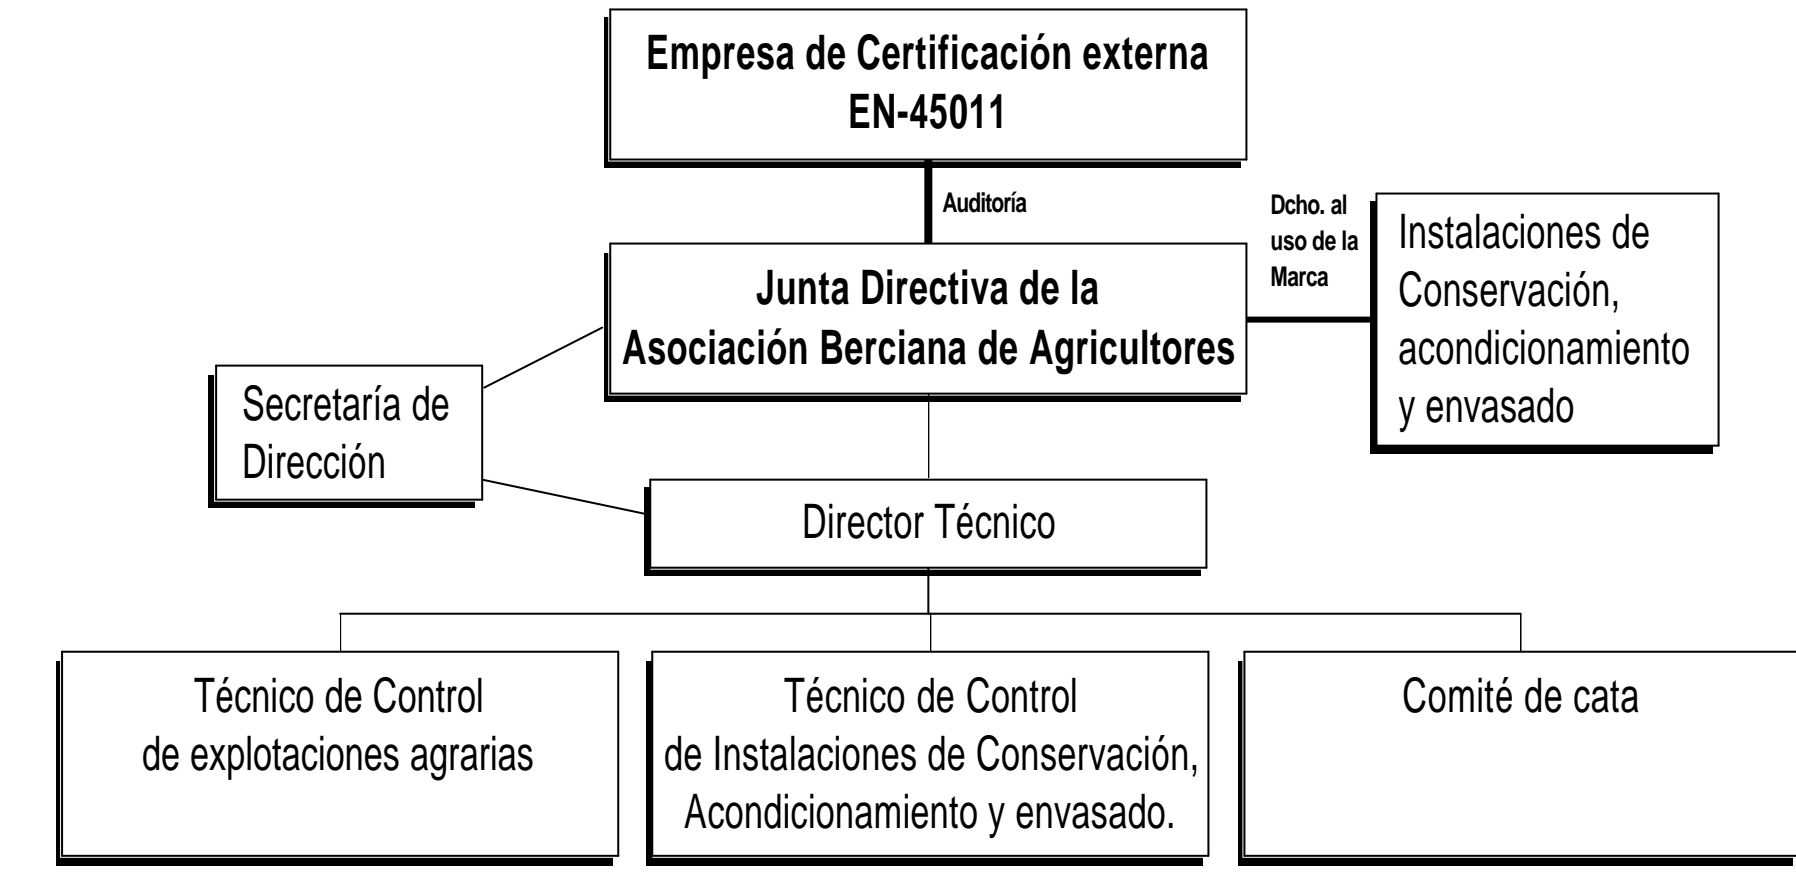 Empresa de Certificación externa
EN-45011
Auditoría
Dcho. al
uso de la
Marca
Instalaciones de
Conservación,
acondicionamiento
y envasado
Junta Directiva de la
Asociación Berciana de Agricultores
Secretaría de
Dirección
Director Técnico
Técnico de Control
de explotaciones agrarias
Técnico de Control
de Instalaciones de Conservación,
Acondicionamiento y envasado.
Comité de cata